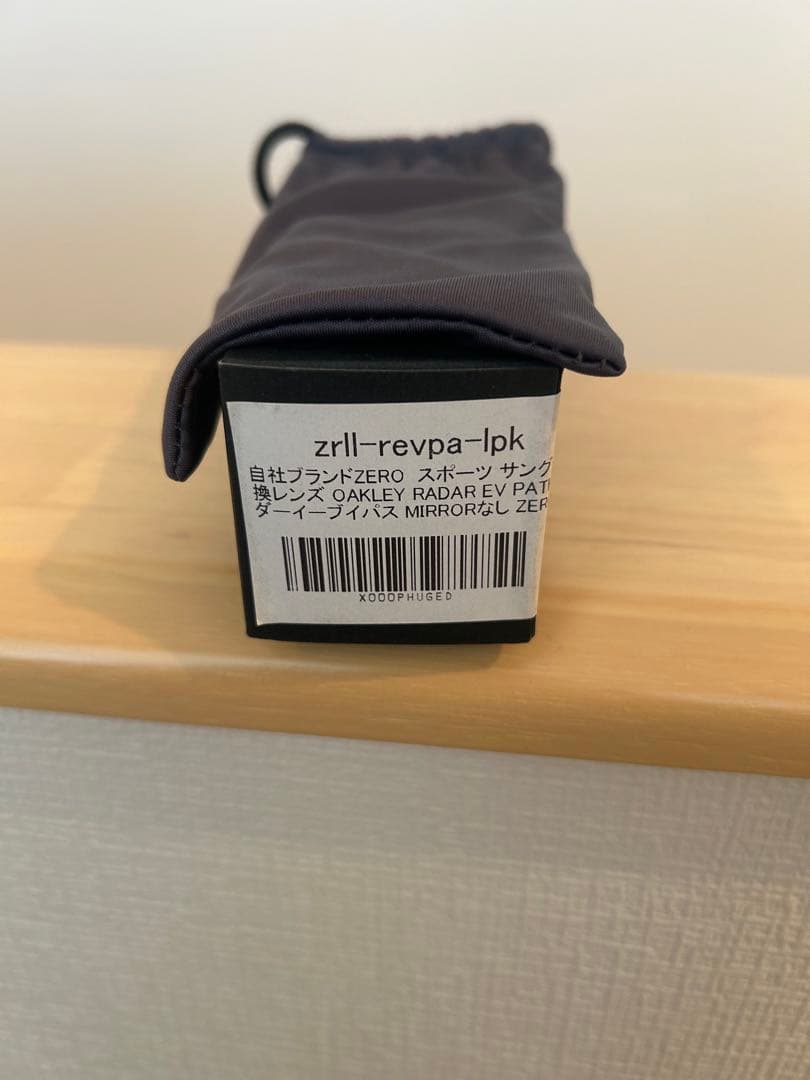 zrll-revpa-lpk
自社ブランドZERO スポーツ サング
換レンズ OAKLEY RADAR EV PAT
ダーイーブイパス MIRRORなし ZER
X000PHUGED